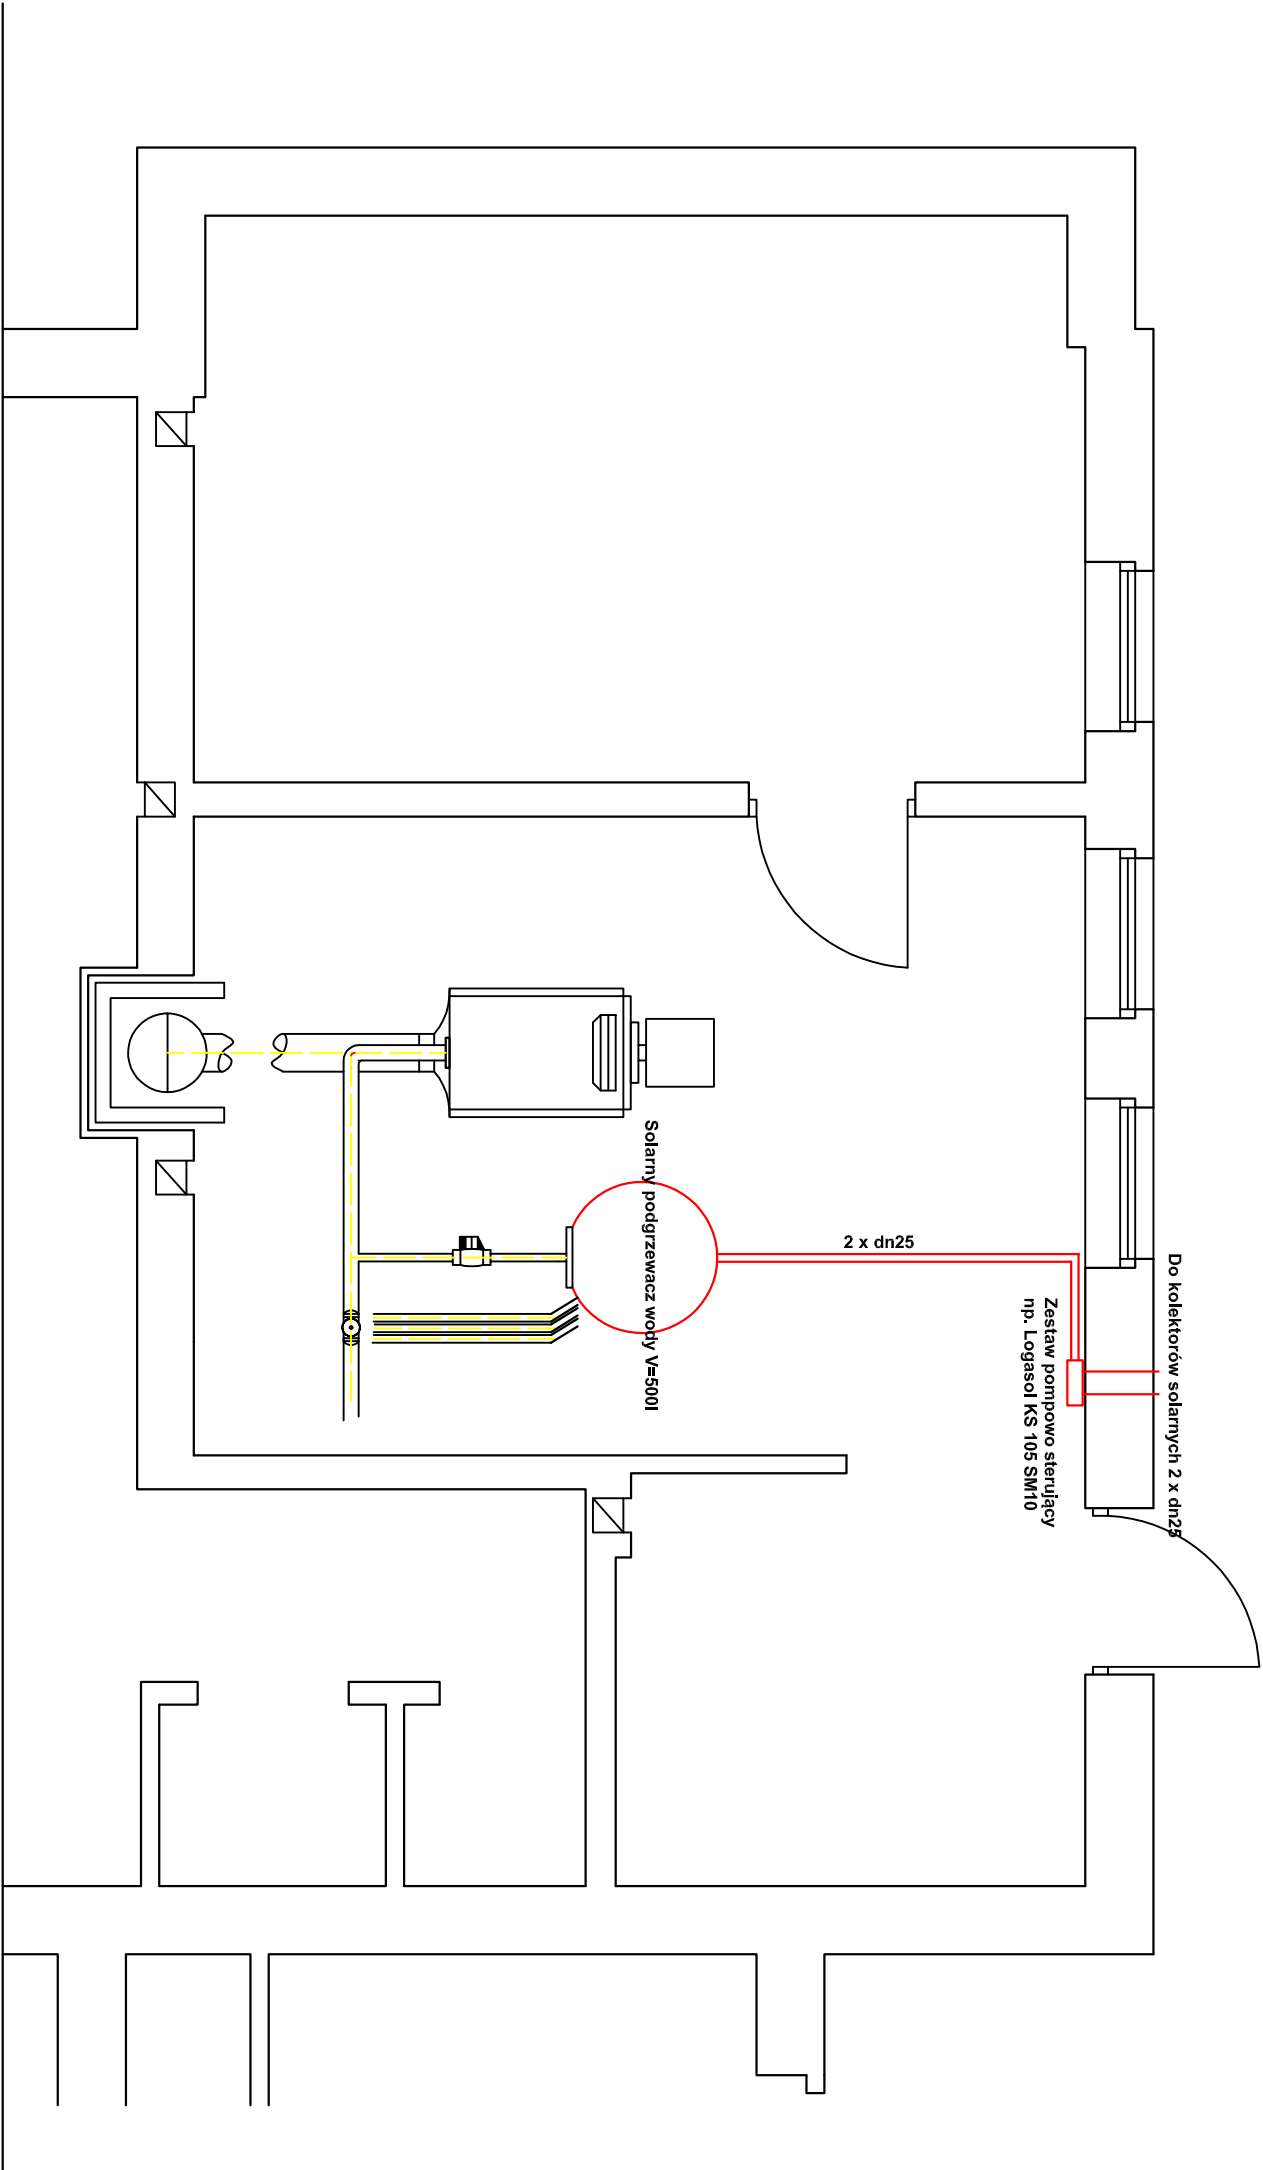 Solarny podgrzewacz wody V=500l
2 x dn25
Do kolektorów solarnych 2 x dn25
Zestaw pompowo sterujący
np. Logasol KS 105 SM10